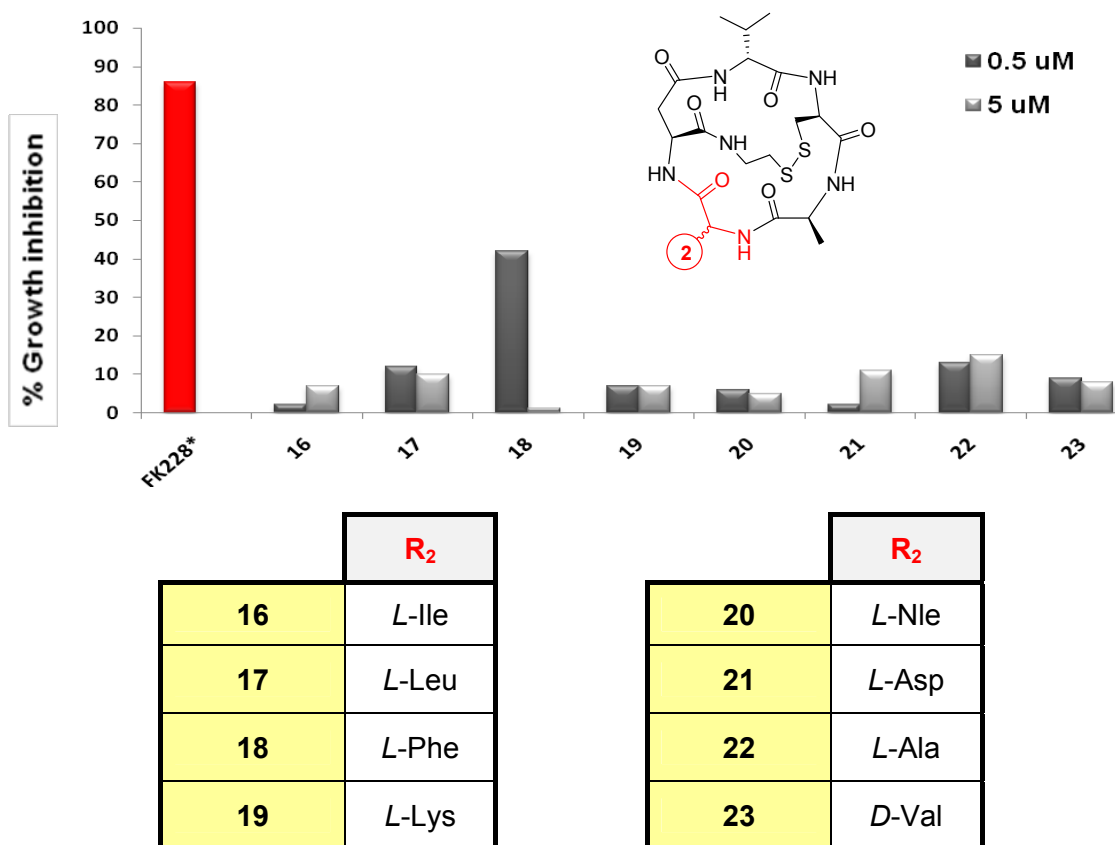 % Growth inhibition
100
90
80
70
60
50
40
30
20
10
0
FK228*
16
17
18
19
20
21
22
23
0.5 uM
5 uM
O
N
H
O
NH
O
O
NH
S
S
HN
O
O
NH
N
H
2
R₂
16 L-Ile
17 L-Leu
18 L-Phe
19 L-Lys
R₂
20 L-Nle
21 L-Asp
22 L-Ala
23 D-Val